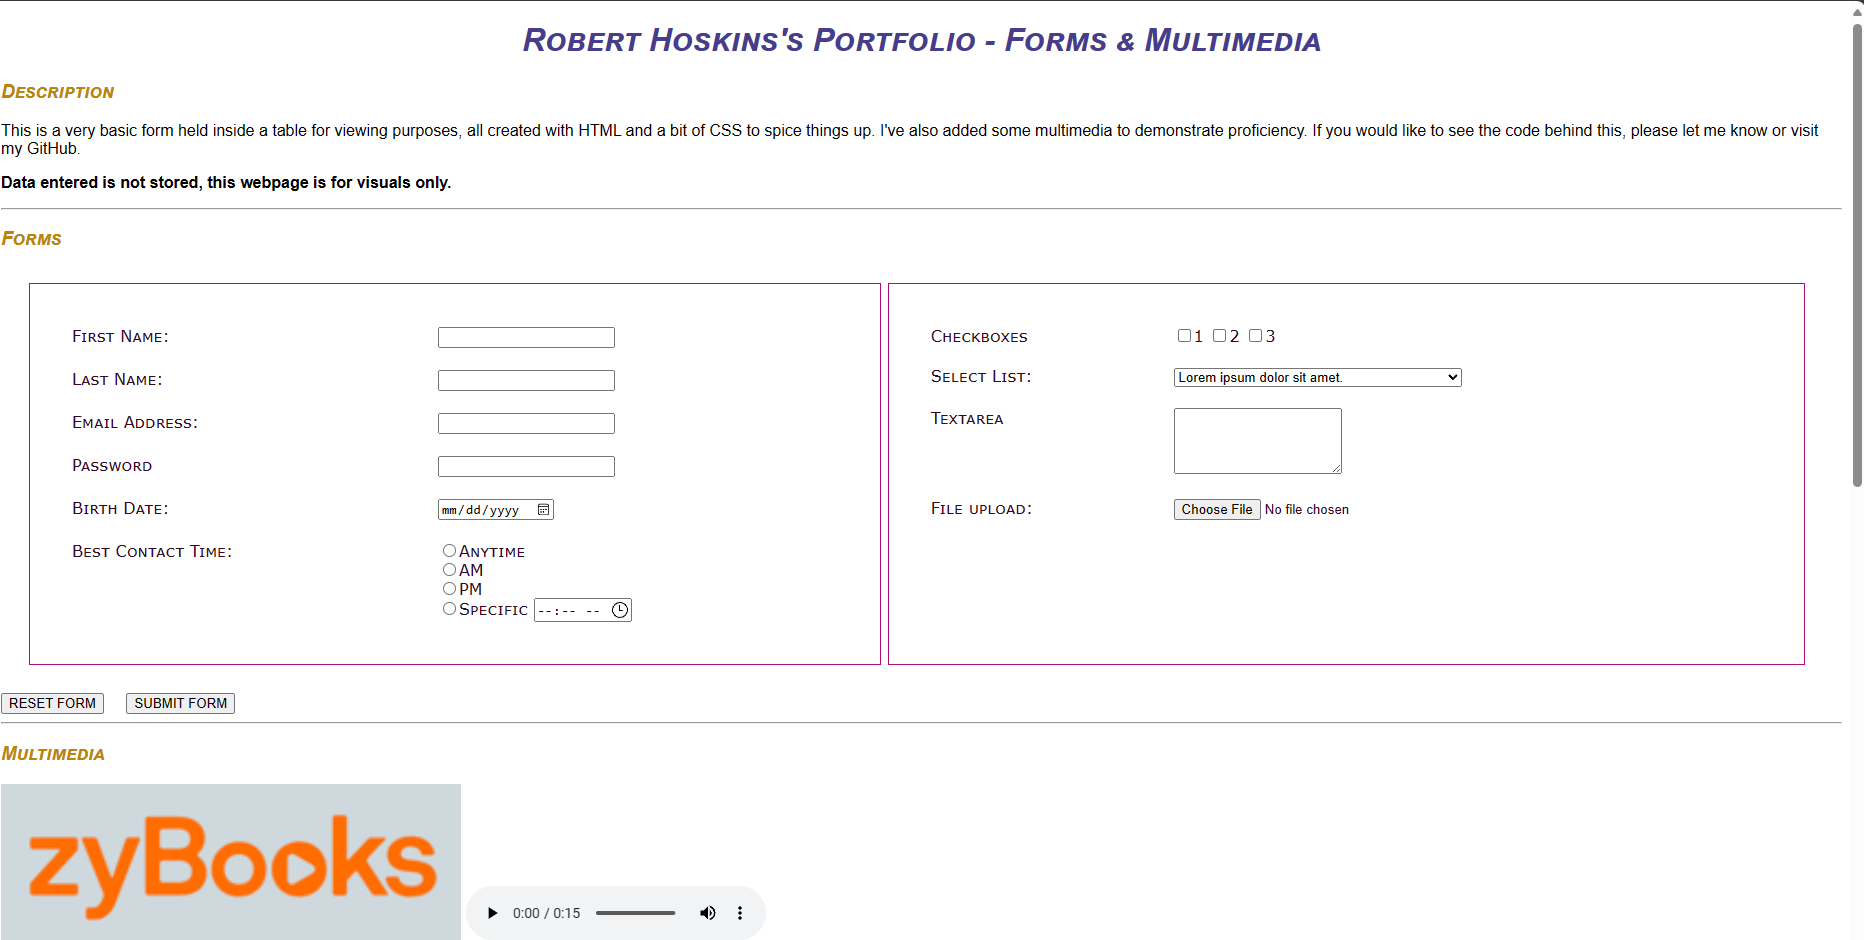 Robert Hoskins's Portfolio - Forms & Multimedia
Description
This is a very basic form held inside a table for viewing purposes, all created with HTML and a bit of CSS to spice things up. I've also added some multimedia to demonstrate proficiency. If you would like to see the code behind this, please let me know or visit
my GitHub.
Data entered is not stored, this webpage is for visuals only.
Forms
First Name:
Last Name:
Email Address:
Password
Birth Date: mm/dd/yyyy
Best Contact Time: Anytime
AM
PM
Specific --:-- --
Checkboxes 1 2 3
Select List: Lorem ipsum dolor sit amet.
Textarea
File upload: Choose File No file chosen
RESET FORM SUBMIT FORM
Multimedia
zyBooks
0:00 / 0:15